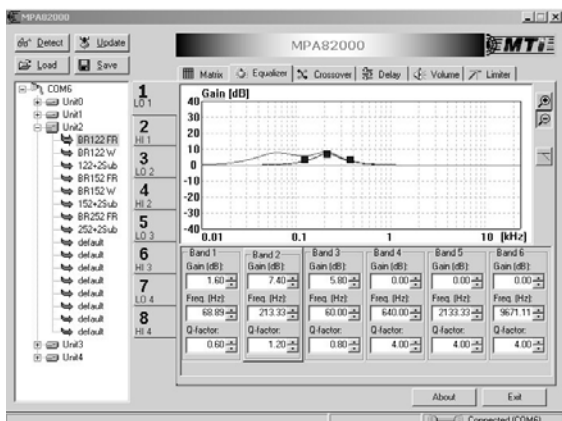 MPA82000
Detect
Update
Load
Save
MPA82000
MTi
Matrix
Equalizer
Crossover
Delay
Volume
Limiter
COM6
Unit0
Unit1
Unit2
BR122 FR
BR122 W
122+2Sub
BR152 FR
BR152 W
152+2Sub
BR252 FR
252+2Sub
default
default
default
default
default
default
default
default
Unit3
Unit4
1
LO 1
2
HI 1
3
LO 2
4
HI 2
5
LO 3
6
HI 3
7
LO 4
8
HI 4
Gain [dB]
40
30
20
10
0
-10
-20
-30
-40
0.01 0.1 1 10 [kHz]
Band 1 Band 2 Band 3 Band 4 Band 5 Band 6
Gain (dB): Gain (dB): Gain (dB): Gain (dB): Gain (dB): Gain (dB):
1.60 7.40 5.80 0.00 0.00 0.00
Freq. (Hz): Freq. (Hz): Freq. (Hz): Freq. (Hz): Freq. (Hz): Freq. (Hz):
68.89 213.33 60.00 640.00 2133.33 9671.11
Q-factor: Q-factor: Q-factor: Q-factor: Q-factor: Q-factor:
0.60 1.20 0.80 4.00 4.00 4.00
About Exit
Connected (COM6)